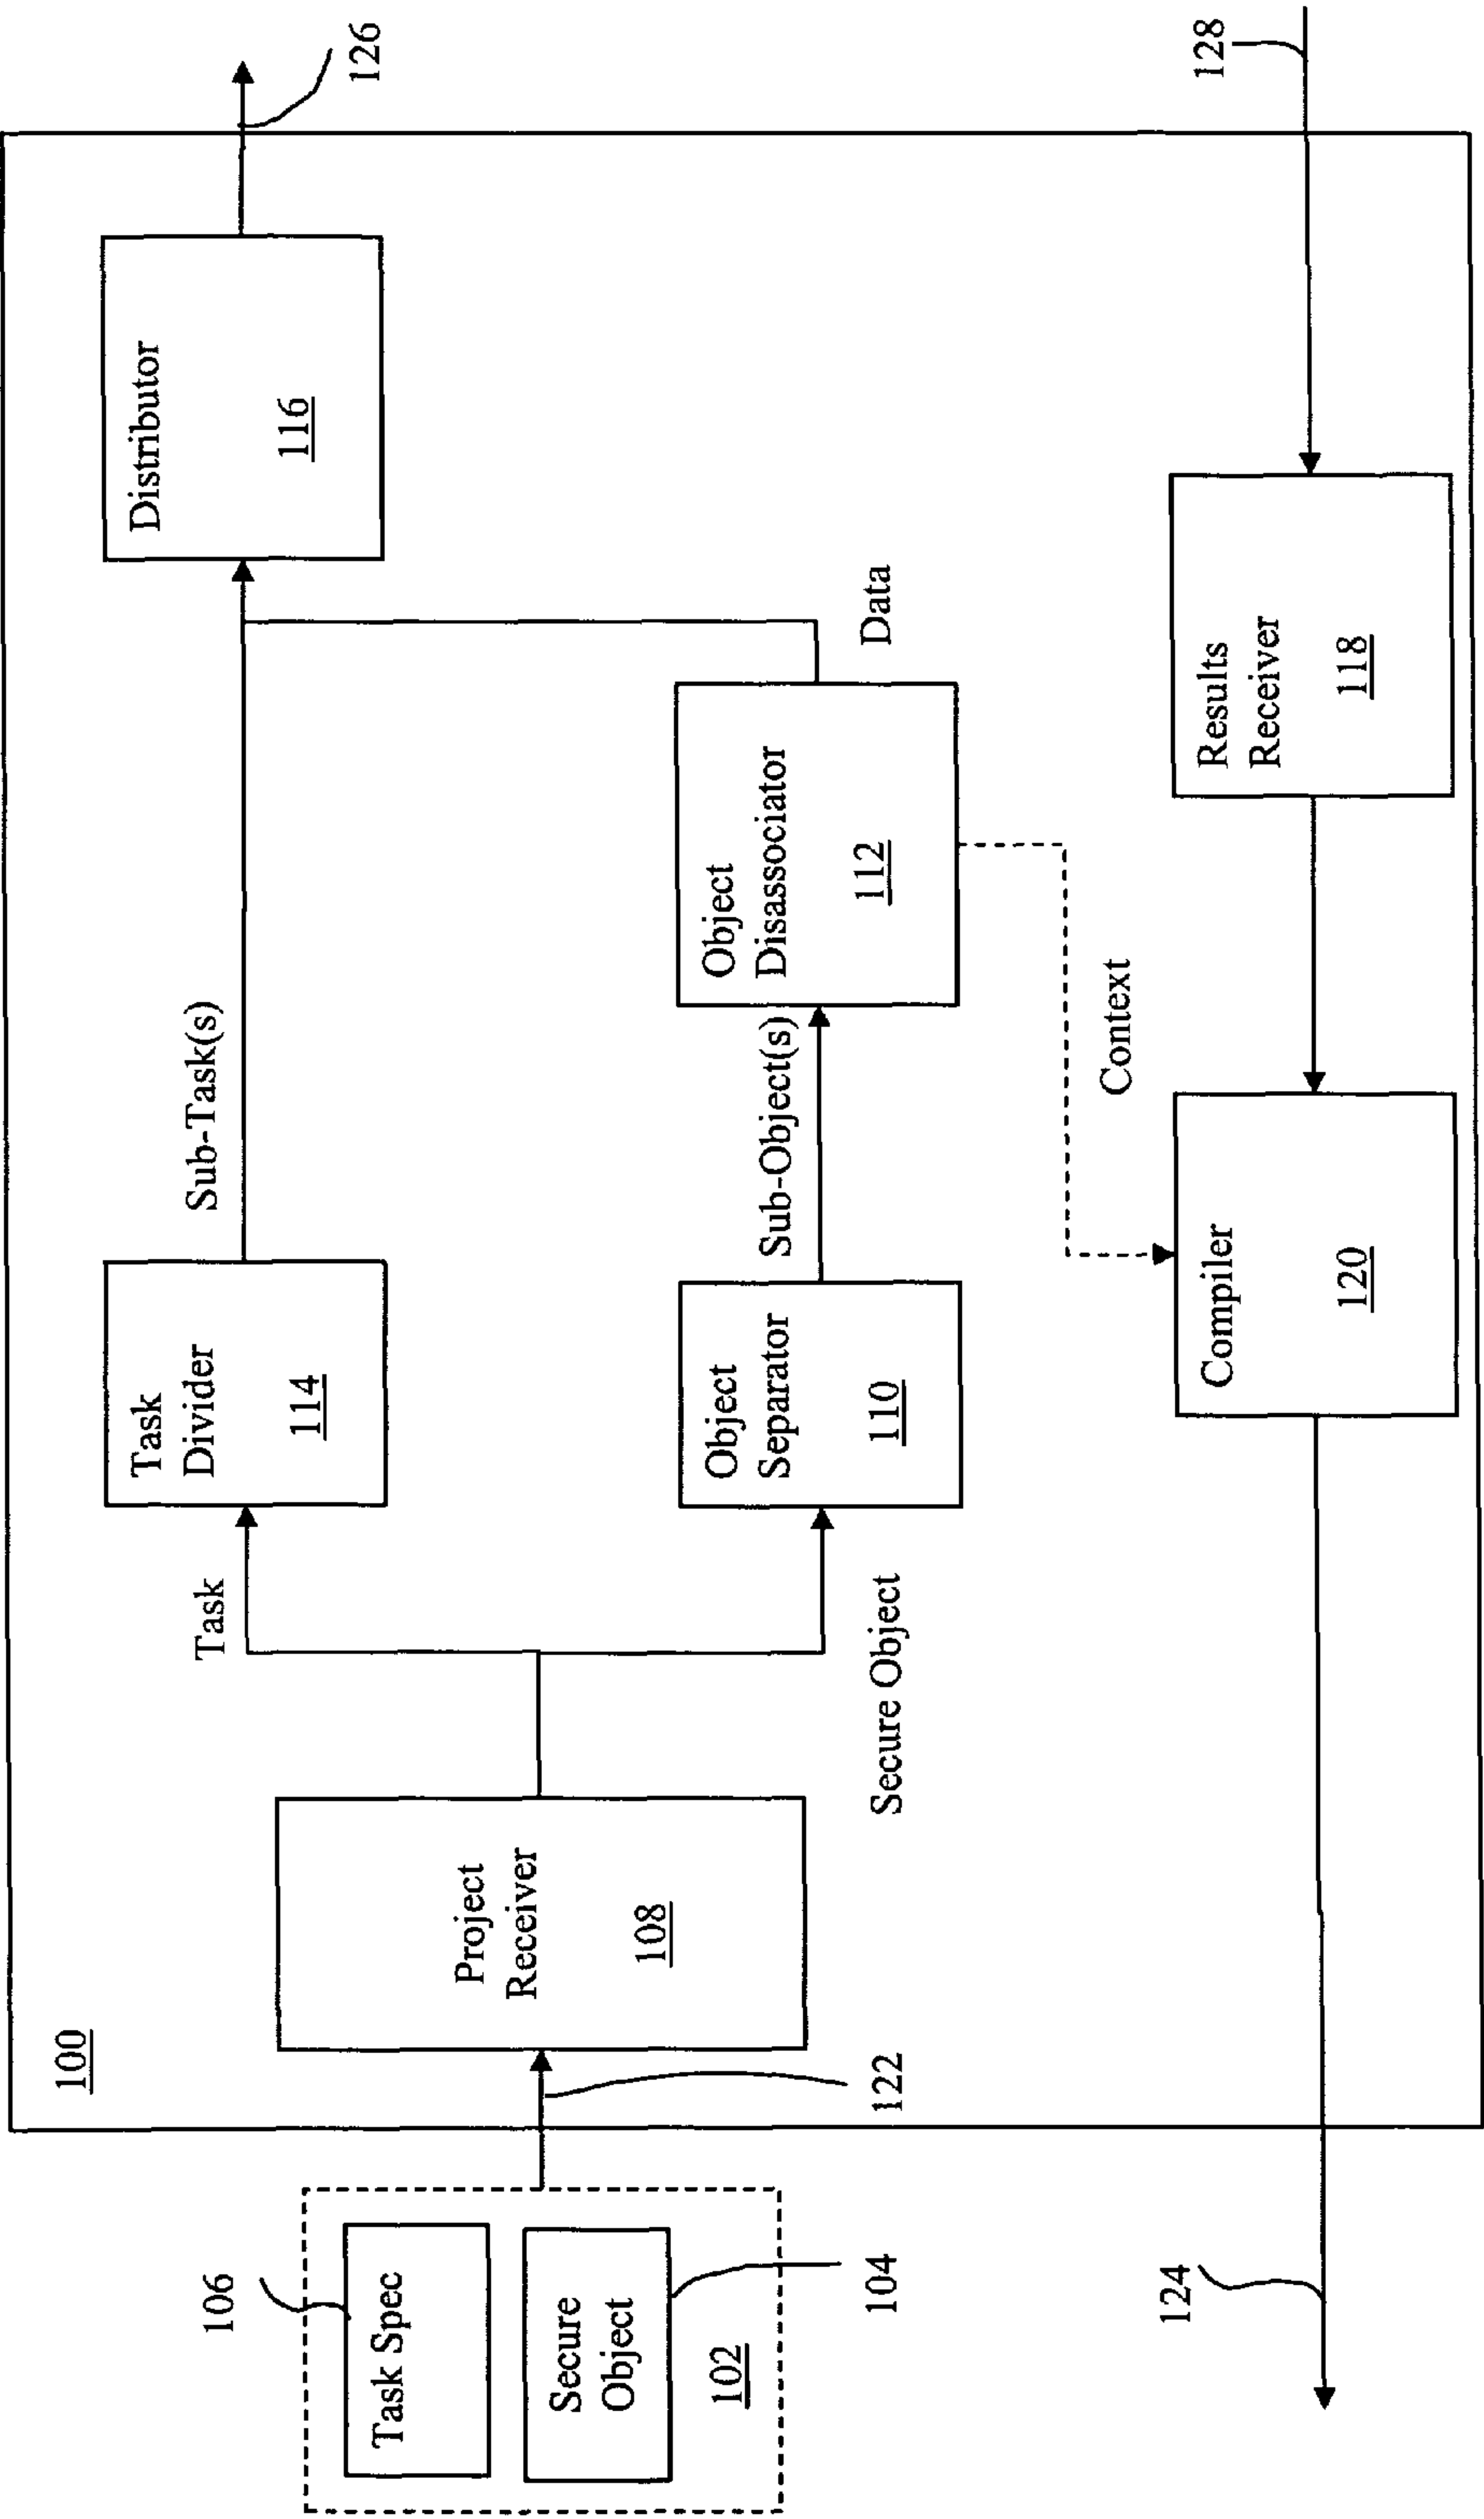 100
126
Task
Divider
114
Sub-Task(s)
Distributor
116
Task
106
Task Spec
Secure
Object
102
104
122
Project
Receiver
108
Secure Object
Object
Separator
110
Sub-Object(s)
Object
Disassociator
112
Data
Context
124
Compiler
120
Results
Receiver
118
128